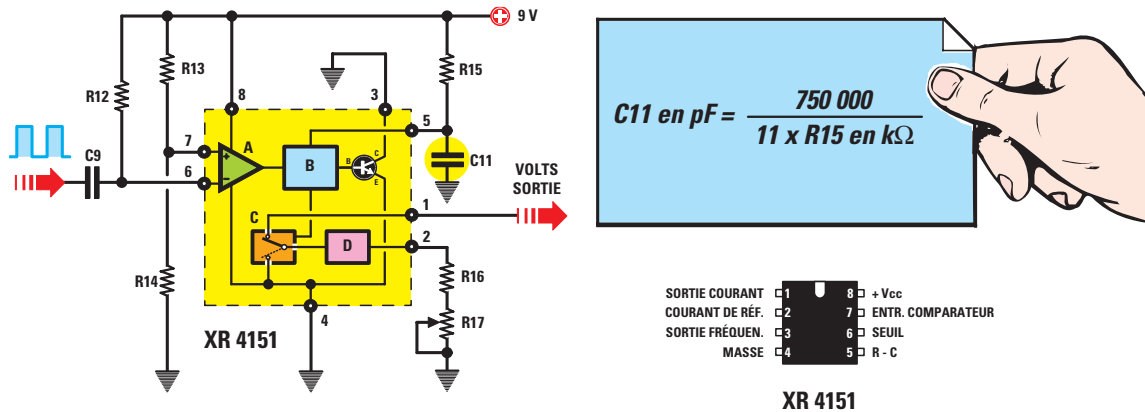 9 V
R13
R15
R12
8
3
5
7
A
B
B
C
E
C11
C9
6
+
−
VOLTS
SORTIE
1
C
D
2
R14
R16
R17
4
XR 4151
C11 en pF = 750 000
11 x R15 en kΩ
SORTIE COURANT 1 8 + Vcc
COURANT DE RÉF. 2 7 ENTR. COMPARATEUR
SORTIE FRÉQUEN. 3 6 SEUIL
MASSE 4 5 R - C
XR 4151